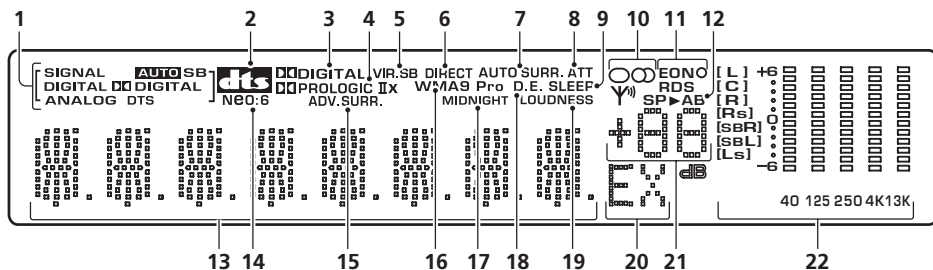 1 2 3 4 5 6 7 8 9 10 11 12
SIGNAL AUTO SB dts DIGITAL VIR.SB DIRECT AUTO SURR. ATT EON [L] +6
DIGITAL DIGITAL PROLOGIC IIx WMA9 Pro D.E. SLEEP RDS [C]
ANALOG DTS Neo:6 ADV.SURR. MIDNIGHT LOUDNESS SP ►AB [R]
[Rs] 0
[SBR]
[SBL]
[Ls] –6
+ 8 8 dB
EX
40 125 250 4K 13K
13 14 15 16 17 18 19 20 21 22